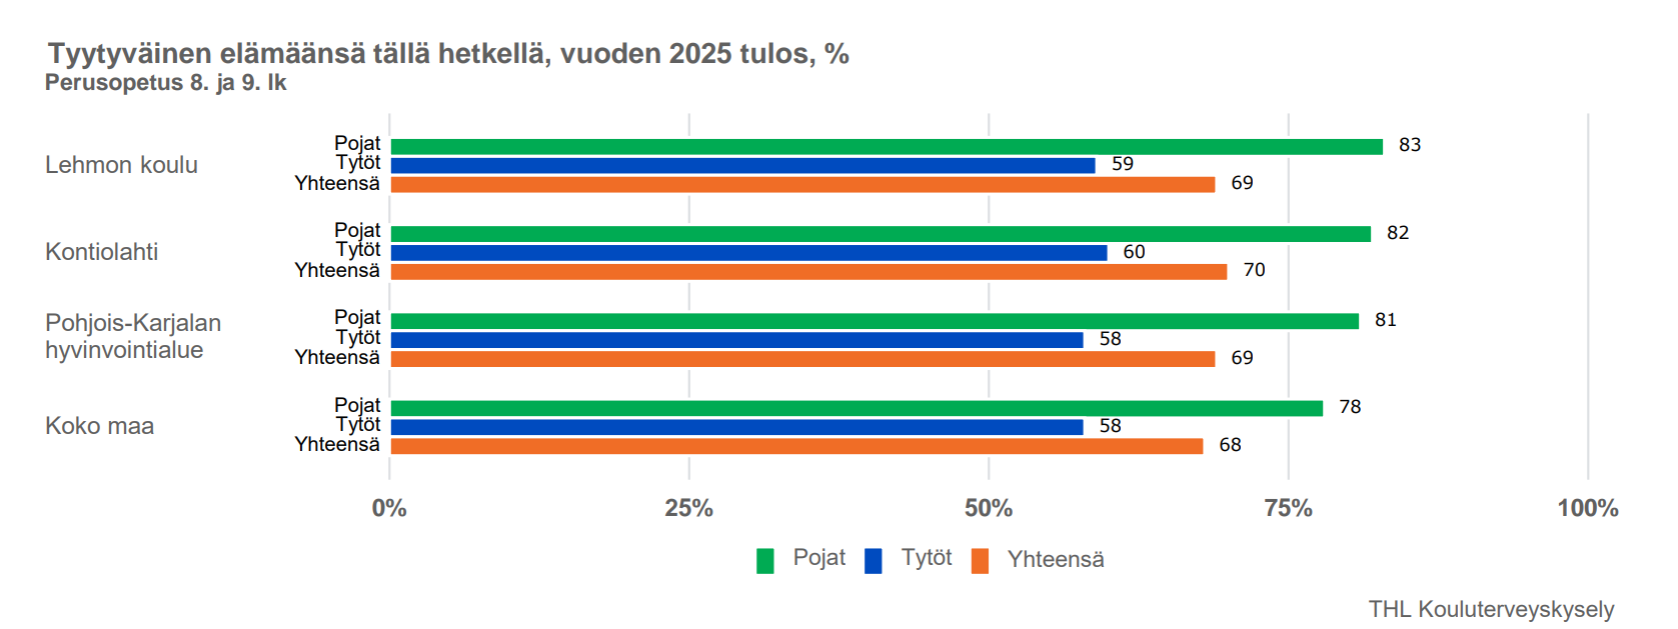 Tyytyväinen elämäänsä tällä hetkellä, vuoden 2025 tulos, %
Perusopetus 8. ja 9. lk
Lehmon koulu
Pojat 83
Tytöt 59
Yhteensä 69
Kontiolahti
Pojat 82
Tytöt 60
Yhteensä 70
Pohjois-Karjalan
hyvinvointialue
Pojat 81
Tytöt 58
Yhteensä 69
Koko maa
Pojat 78
Tytöt 58
Yhteensä 68
0% 25% 50% 75% 100%
Pojat Tytöt Yhteensä
THL Kouluterveyskysely